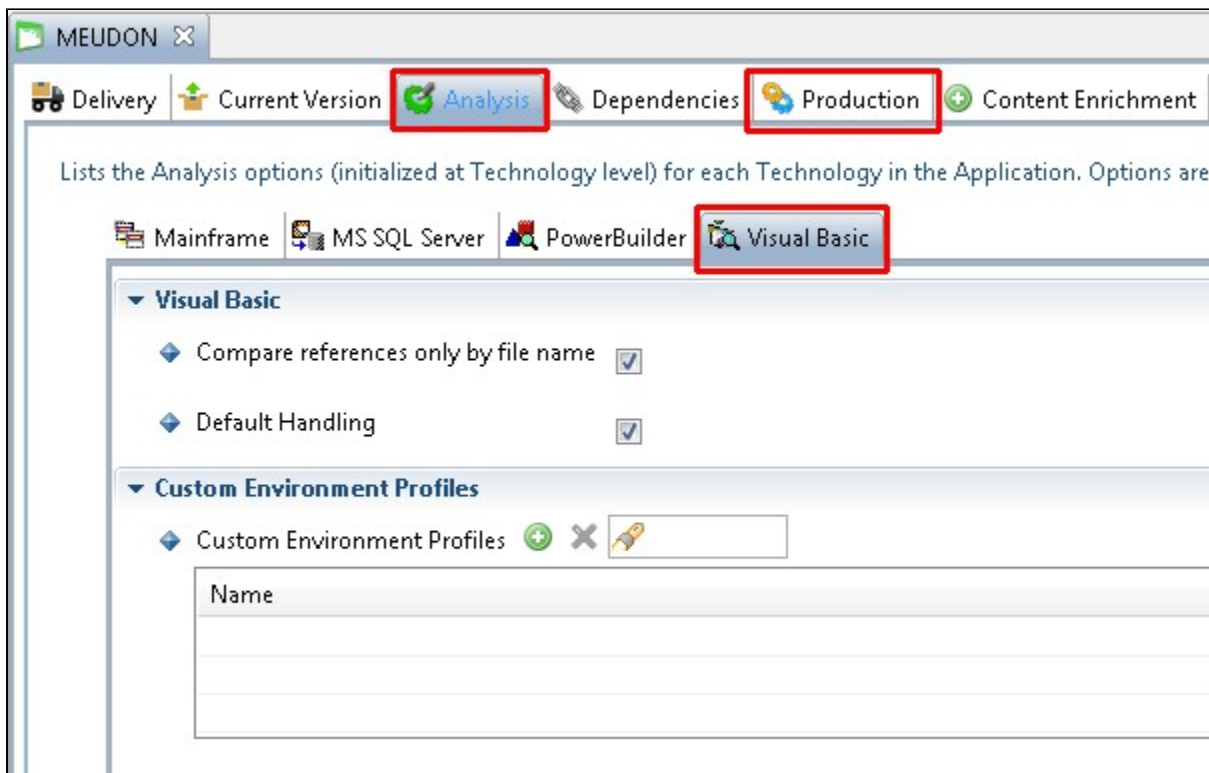 MEUDON
Delivery Current Version Analysis Dependencies Production Content Enrichment
Lists the Analysis options (initialized at Technology level) for each Technology in the Application. Options are
Mainframe MS SQL Server PowerBuilder Visual Basic
Visual Basic
Compare references only by file name
Default Handling
Custom Environment Profiles
Custom Environment Profiles
Name